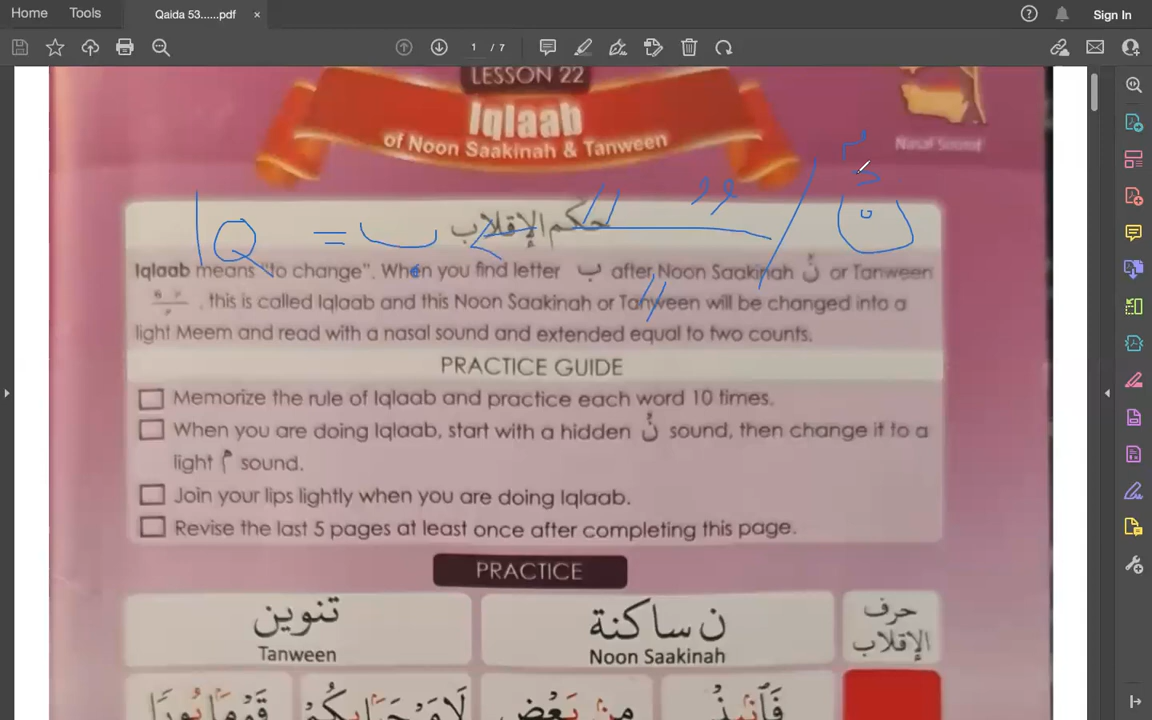 Home Tools Qaida 53......pdf × Sign In
1 / 7
LESSON 22
Iqlaab
of Noon Saakinah & Tanween
Nasal Sound
حكم الإقلاب
IQ = ب
Iqlaab means "to change". When you find letter ب after Noon Saakinah نْ or Tanween
, this is called Iqlaab and this Noon Saakinah or Tanween will be changed into a
light Meem and read with a nasal sound and extended equal to two counts.
PRACTICE GUIDE
Memorize the rule of Iqlaab and practice each word 10 times.
When you are doing Iqlaab, start with a hidden نْ sound, then change it to a
light م sound.
Join your lips lightly when you are doing Iqlaab.
Revise the last 5 pages at least once after completing this page.
PRACTICE
حرف الإقلاب
ن ساكنة
Noon Saakinah
تنوين
Tanween
فَأَنۢبِذْ مِنۢ بَعْضِ لَا مَرْحَبًۢا بِكُمْ قَوْمًۢا بُورًا